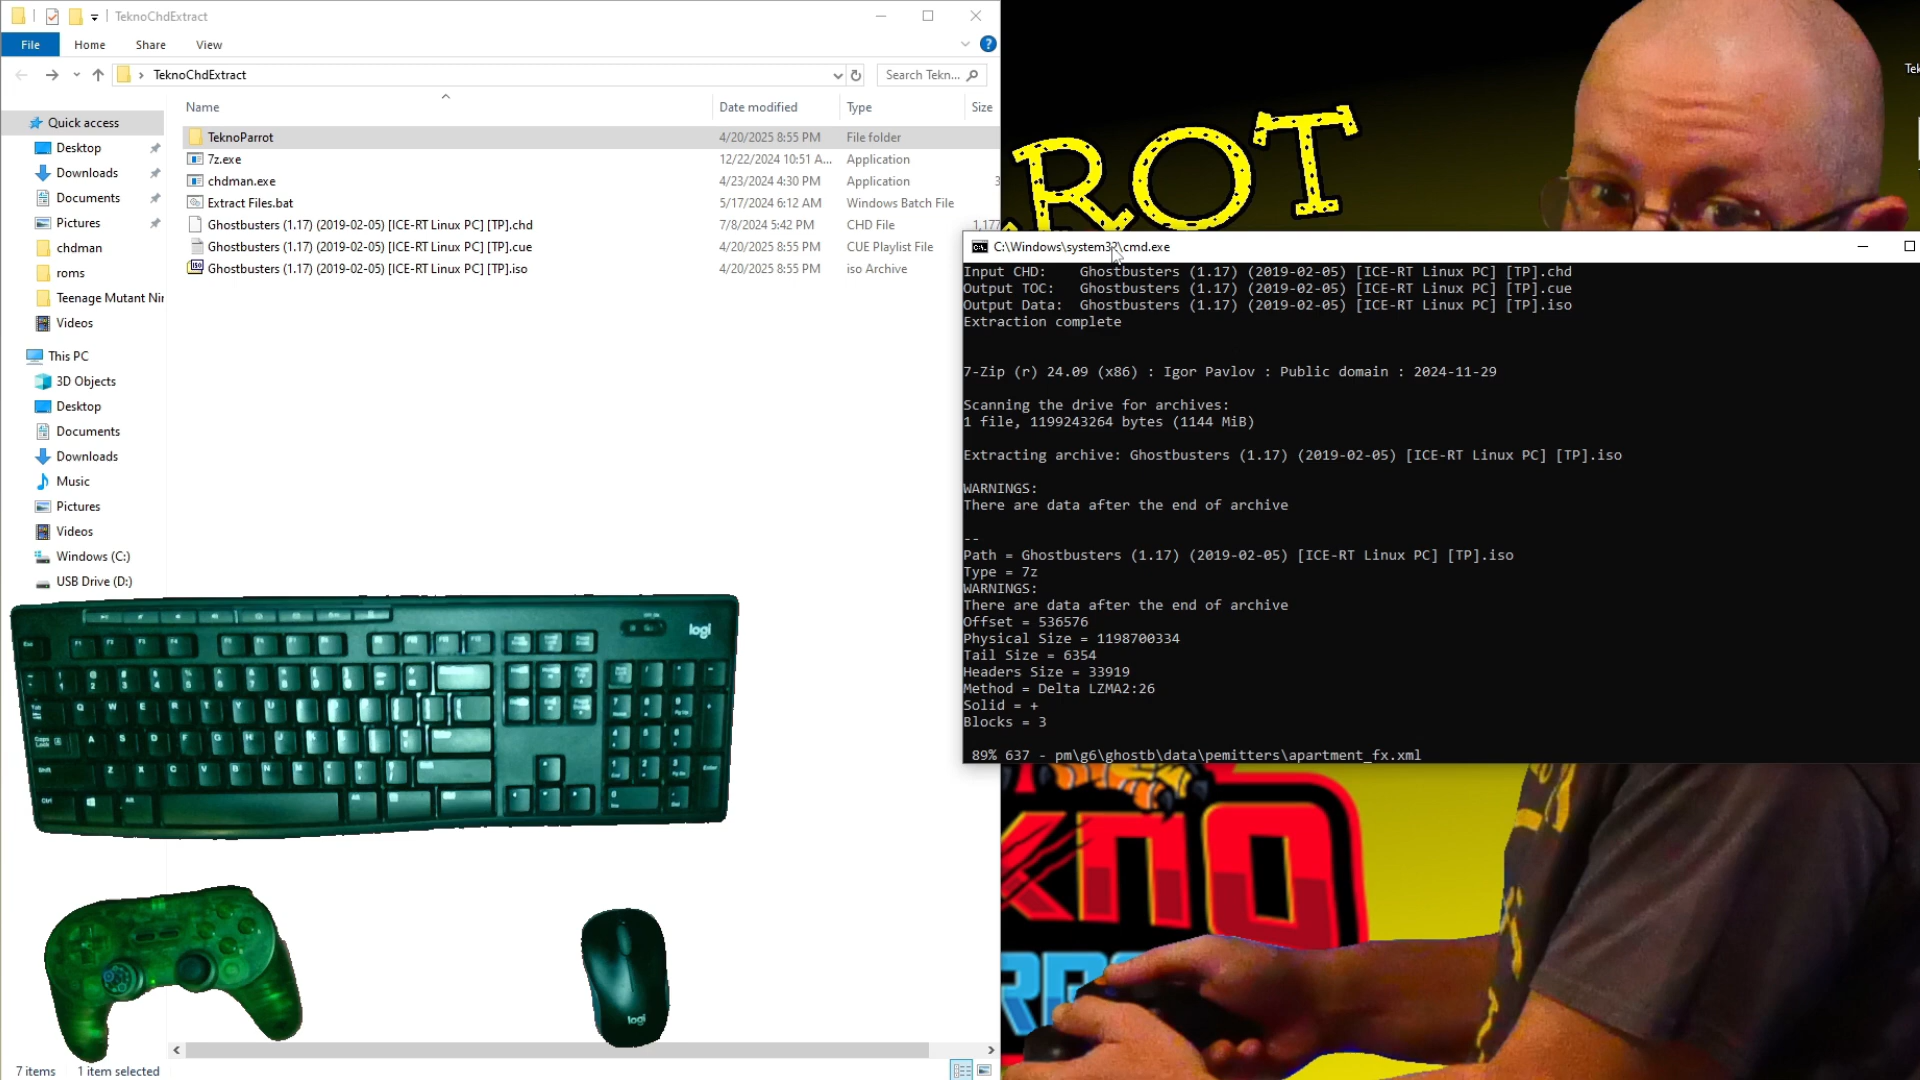 TeknoChdExtract
File Home Share View
TeknoChdExtract
Search Tekn...
Name Date modified Type Size
Quick access
Desktop
Downloads
Documents
Pictures
chdman
roms
Teenage Mutant Nir
Videos
This PC
3D Objects
Desktop
Documents
Downloads
Music
Pictures
Videos
Windows (C:)
USB Drive (D:)
TeknoParrot 4/20/2025 8:55 PM File folder
7z.exe 12/22/2024 10:51 A... Application
chdman.exe 4/23/2024 4:30 PM Application 3
Extract Files.bat 5/17/2024 6:12 AM Windows Batch File
Ghostbusters (1.17) (2019-02-05) [ICE-RT Linux PC] [TP].chd 7/8/2024 5:42 PM CHD File 1,177
Ghostbusters (1.17) (2019-02-05) [ICE-RT Linux PC] [TP].cue 4/20/2025 8:55 PM CUE Playlist File
Ghostbusters (1.17) (2019-02-05) [ICE-RT Linux PC] [TP].iso 4/20/2025 8:55 PM iso Archive
7 items 1 item selected
ROT
Tek
C:\Windows\system32\cmd.exe
Input CHD: Ghostbusters (1.17) (2019-02-05) [ICE-RT Linux PC] [TP].chd
Output TOC: Ghostbusters (1.17) (2019-02-05) [ICE-RT Linux PC] [TP].cue
Output Data: Ghostbusters (1.17) (2019-02-05) [ICE-RT Linux PC] [TP].iso
Extraction complete
7-Zip (r) 24.09 (x86) : Igor Pavlov : Public domain : 2024-11-29
Scanning the drive for archives:
1 file, 1199243264 bytes (1144 MiB)
Extracting archive: Ghostbusters (1.17) (2019-02-05) [ICE-RT Linux PC] [TP].iso
WARNINGS:
There are data after the end of archive
--
Path = Ghostbusters (1.17) (2019-02-05) [ICE-RT Linux PC] [TP].iso
Type = 7z
WARNINGS:
There are data after the end of archive
Offset = 536576
Physical Size = 1198700334
Tail Size = 6354
Headers Size = 33919
Method = Delta LZMA2:26
Solid = +
Blocks = 3
89% 637 - pm\g6\ghostb\data\pemitters\apartment_fx.xml
logi
logi